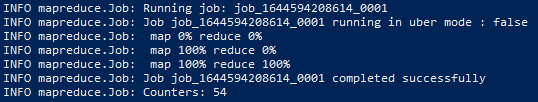 INFO mapreduce.Job: Running job: job_1644594208614_0001
INFO mapreduce.Job: Job job_1644594208614_0001 running in uber mode : false
INFO mapreduce.Job:  map 0% reduce 0%
INFO mapreduce.Job:  map 100% reduce 0%
INFO mapreduce.Job:  map 100% reduce 100%
INFO mapreduce.Job: Job job_1644594208614_0001 completed successfully
INFO mapreduce.Job: Counters: 54